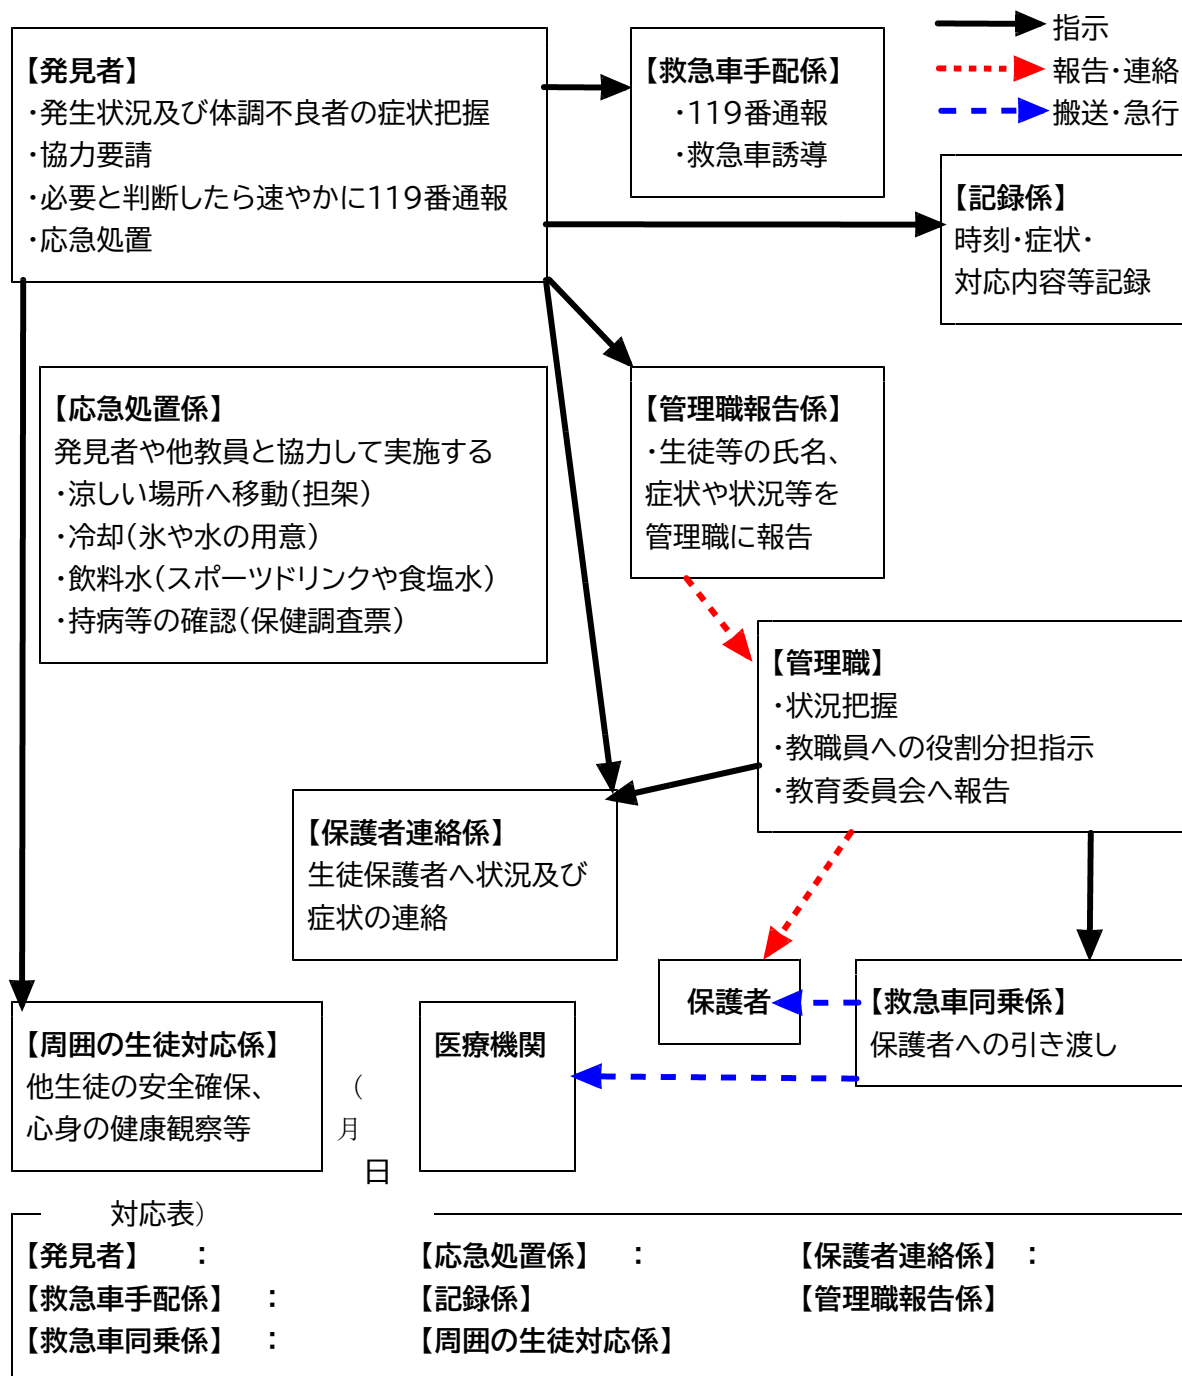 指示
報告・連絡
搬送・急行
【発見者】
・発生状況及び体調不良者の症状把握
・協力要請
・必要と判断したら速やかに119番通報
・応急処置
【救急車手配係】
・119番通報
・救急車誘導
【記録係】
時刻・症状・
対応内容等記録
【応急処置係】
発見者や他教員と協力して実施する
・涼しい場所へ移動(担架)
・冷却(氷や水の用意)
・飲料水(スポーツドリンクや食塩水)
・持病等の確認(保健調査票)
【管理職報告係】
・生徒等の氏名、
症状や状況等を
管理職に報告
【管理職】
・状況把握
・教職員への役割分担指示
・教育委員会へ報告
【保護者連絡係】
生徒保護者へ状況及び
症状の連絡
保護者
【救急車同乗係】
保護者への引き渡し
【周囲の生徒対応係】
他生徒の安全確保、
心身の健康観察等
医療機関
(
月
日
対応表)
【発見者】 : 【応急処置係】 : 【保護者連絡係】 :
【救急車手配係】 : 【記録係】 【管理職報告係】
【救急車同乗係】 : 【周囲の生徒対応係】